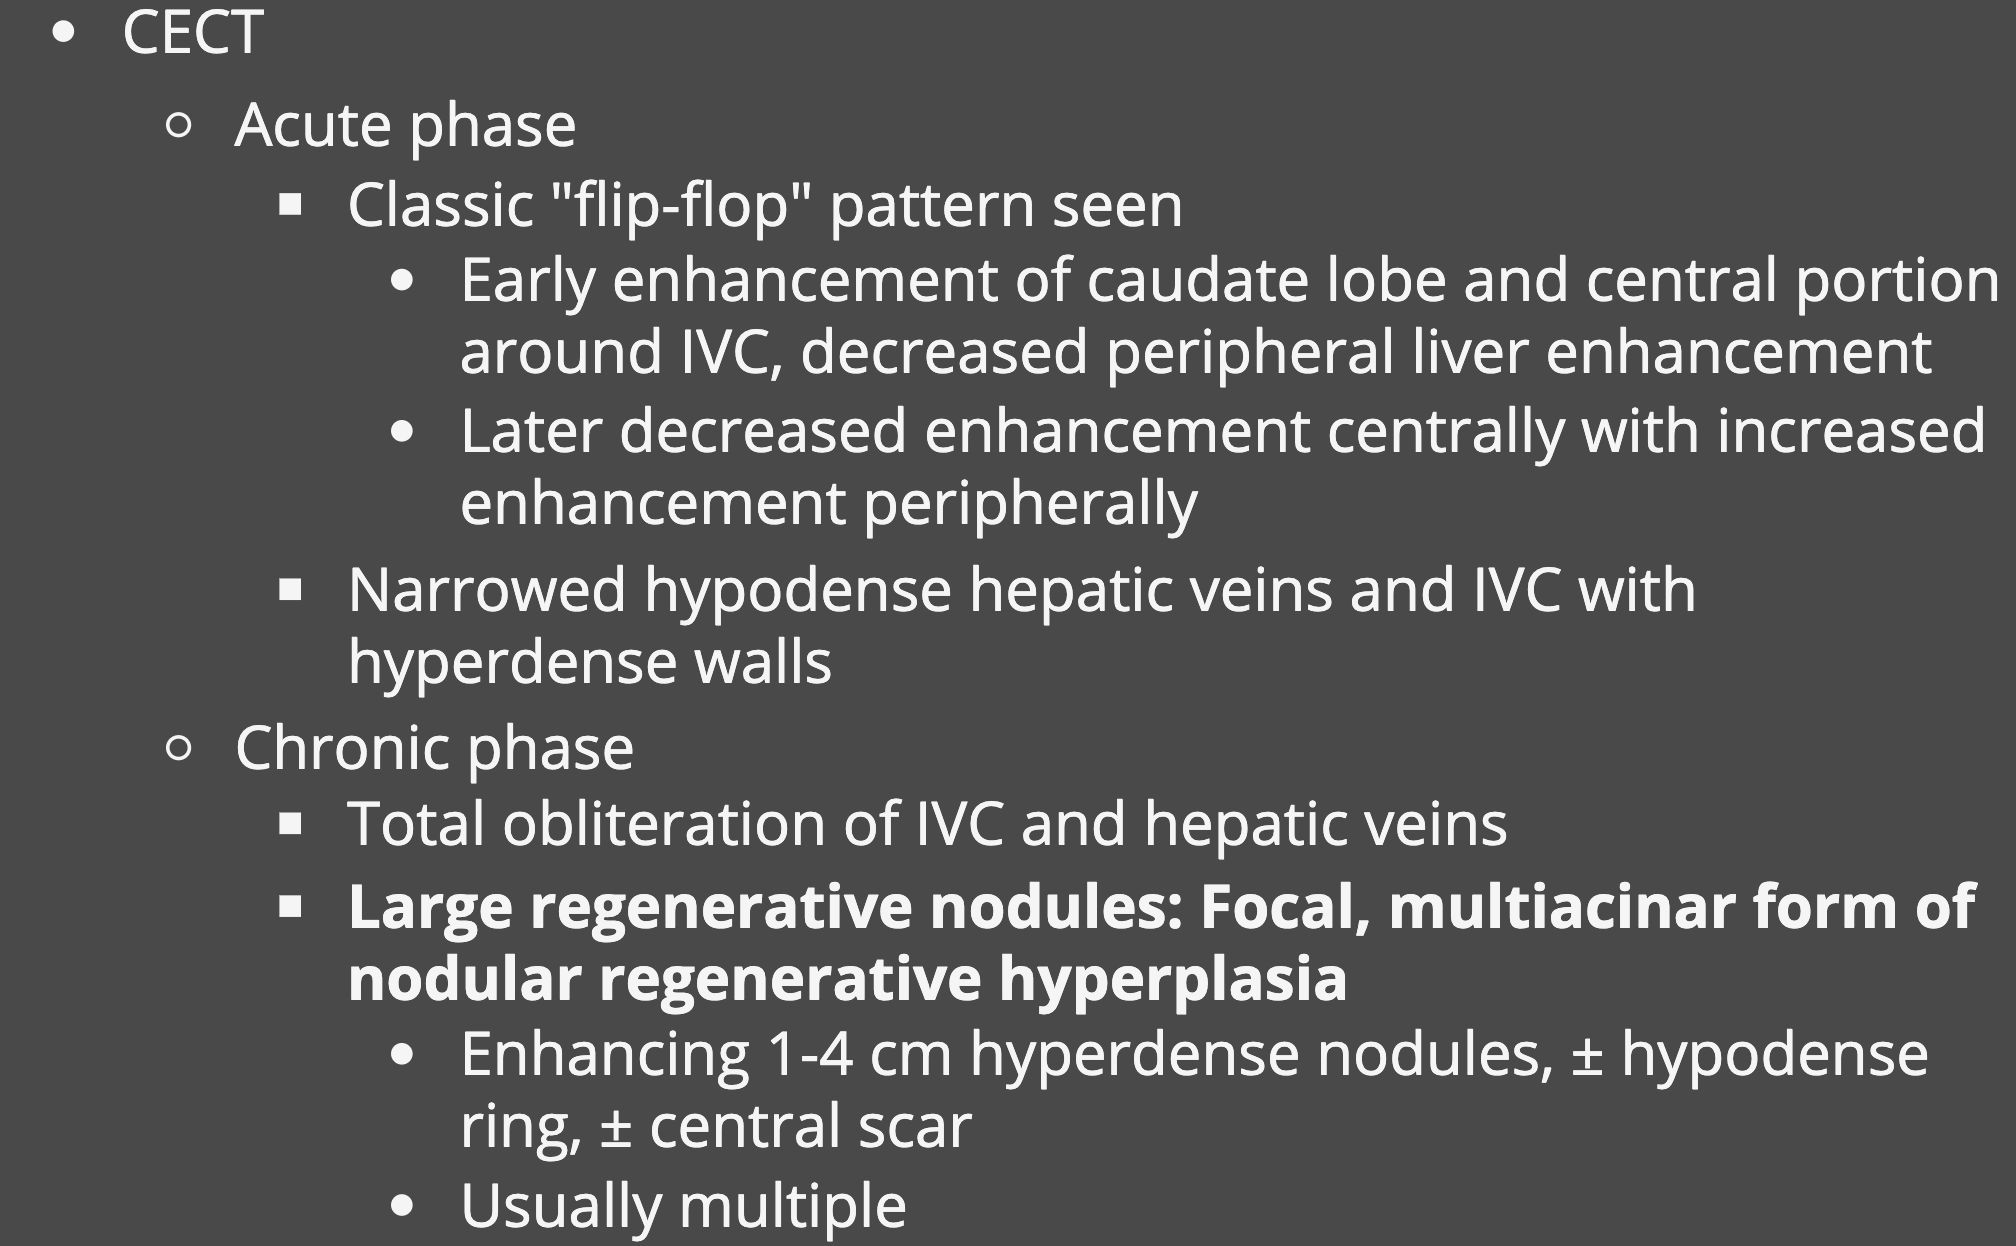 • CECT
○ Acute phase
■ Classic "flip-flop" pattern seen
• Early enhancement of caudate lobe and central portion
around IVC, decreased peripheral liver enhancement
• Later decreased enhancement centrally with increased
enhancement peripherally
■ Narrowed hypodense hepatic veins and IVC with
hyperdense walls
○ Chronic phase
■ Total obliteration of IVC and hepatic veins
■ Large regenerative nodules: Focal, multiacinar form of
nodular regenerative hyperplasia
• Enhancing 1-4 cm hyperdense nodules, ± hypodense
ring, ± central scar
• Usually multiple